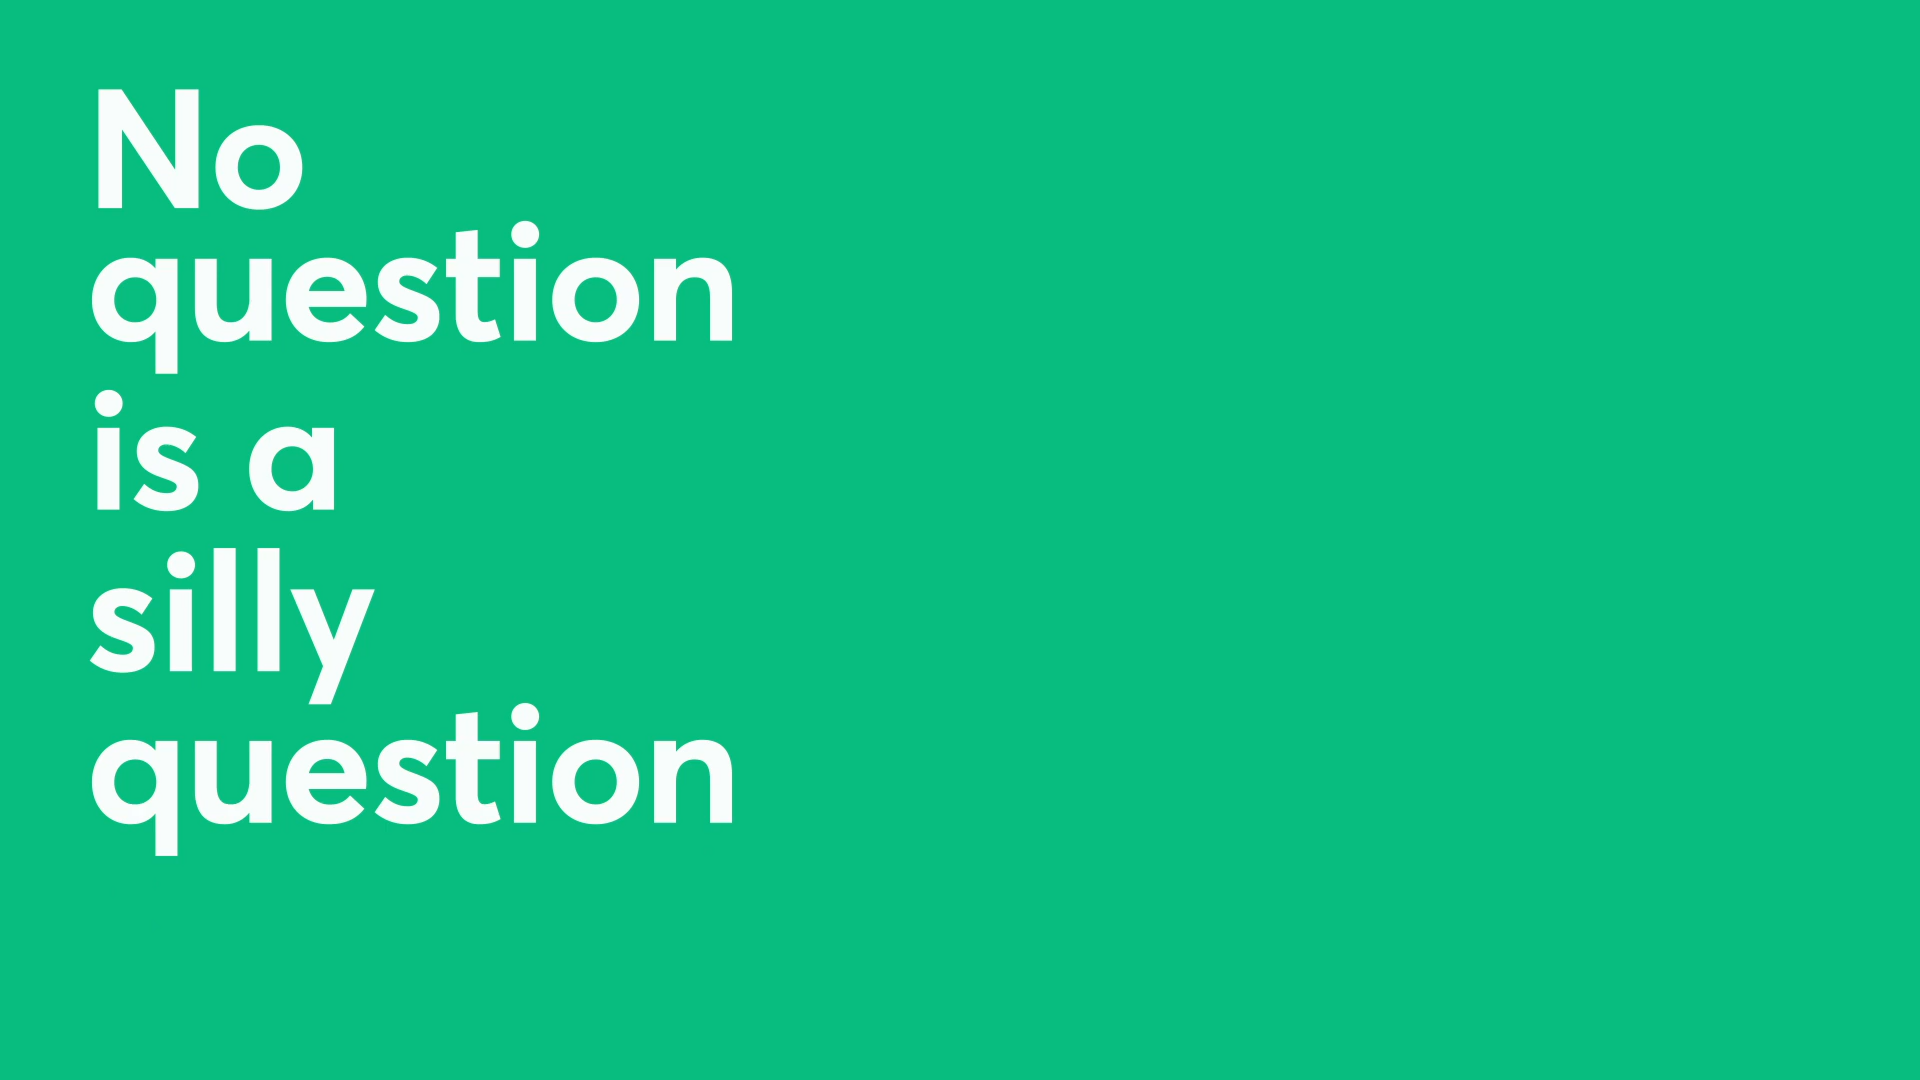 No
question
is a
silly
question